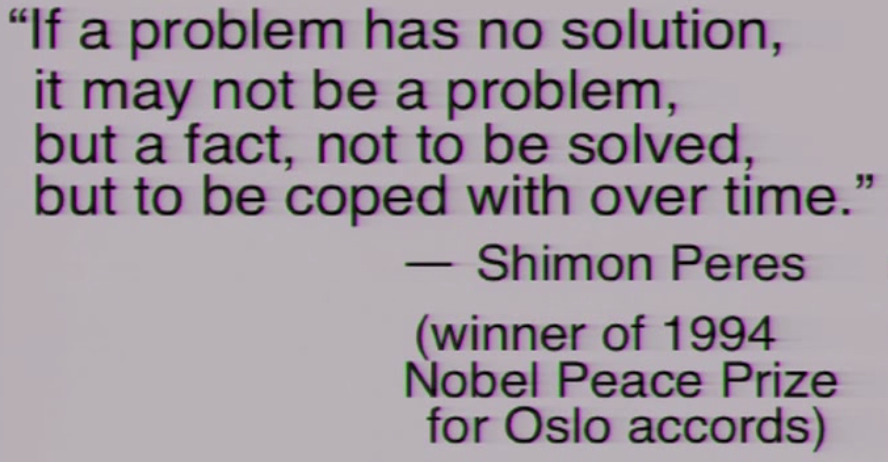 “If a problem has no solution,
it may not be a problem,
but a fact, not to be solved,
but to be coped with over time.”
— Shimon Peres
(winner of 1994
Nobel Peace Prize
for Oslo accords)